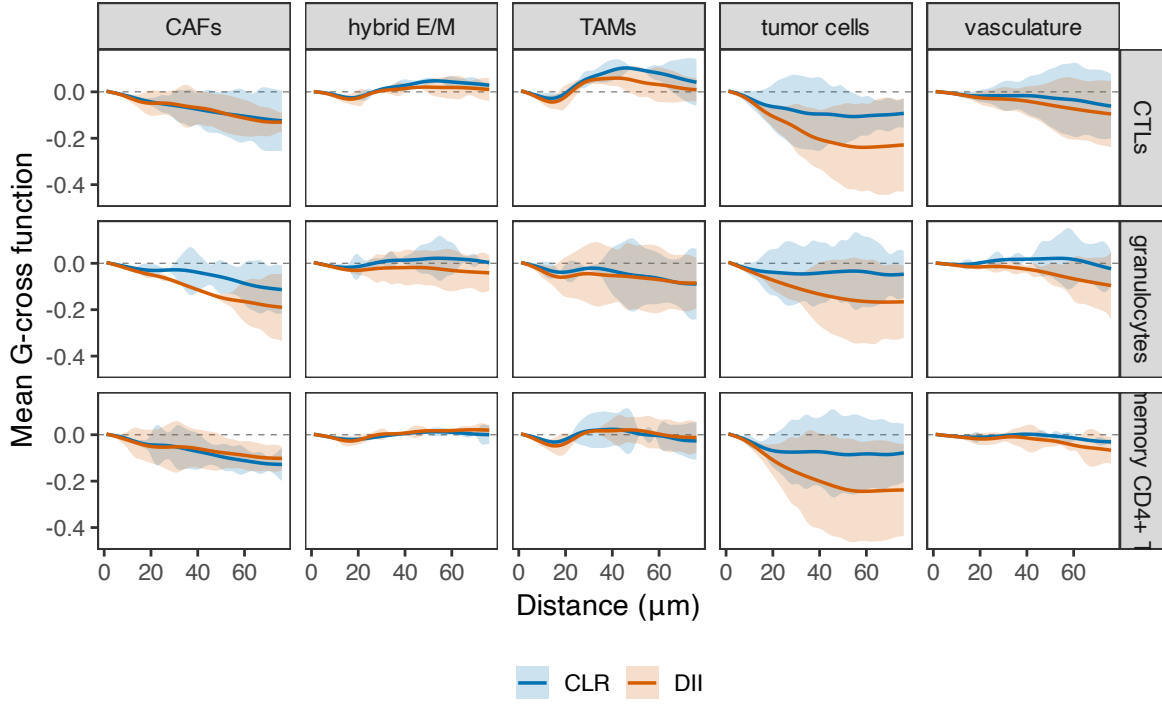 CAFs hybrid E/M TAMs tumor cells vasculature
0.0
-0.2
-0.4
CTLs
0.0
-0.2
-0.4
granulocytes
0.0
-0.2
-0.4
memory CD4+ T
Mean G-cross function
0 20 40 60 0 20 40 60 0 20 40 60 0 20 40 60 0 20 40 60
Distance (µm)
CLR DII